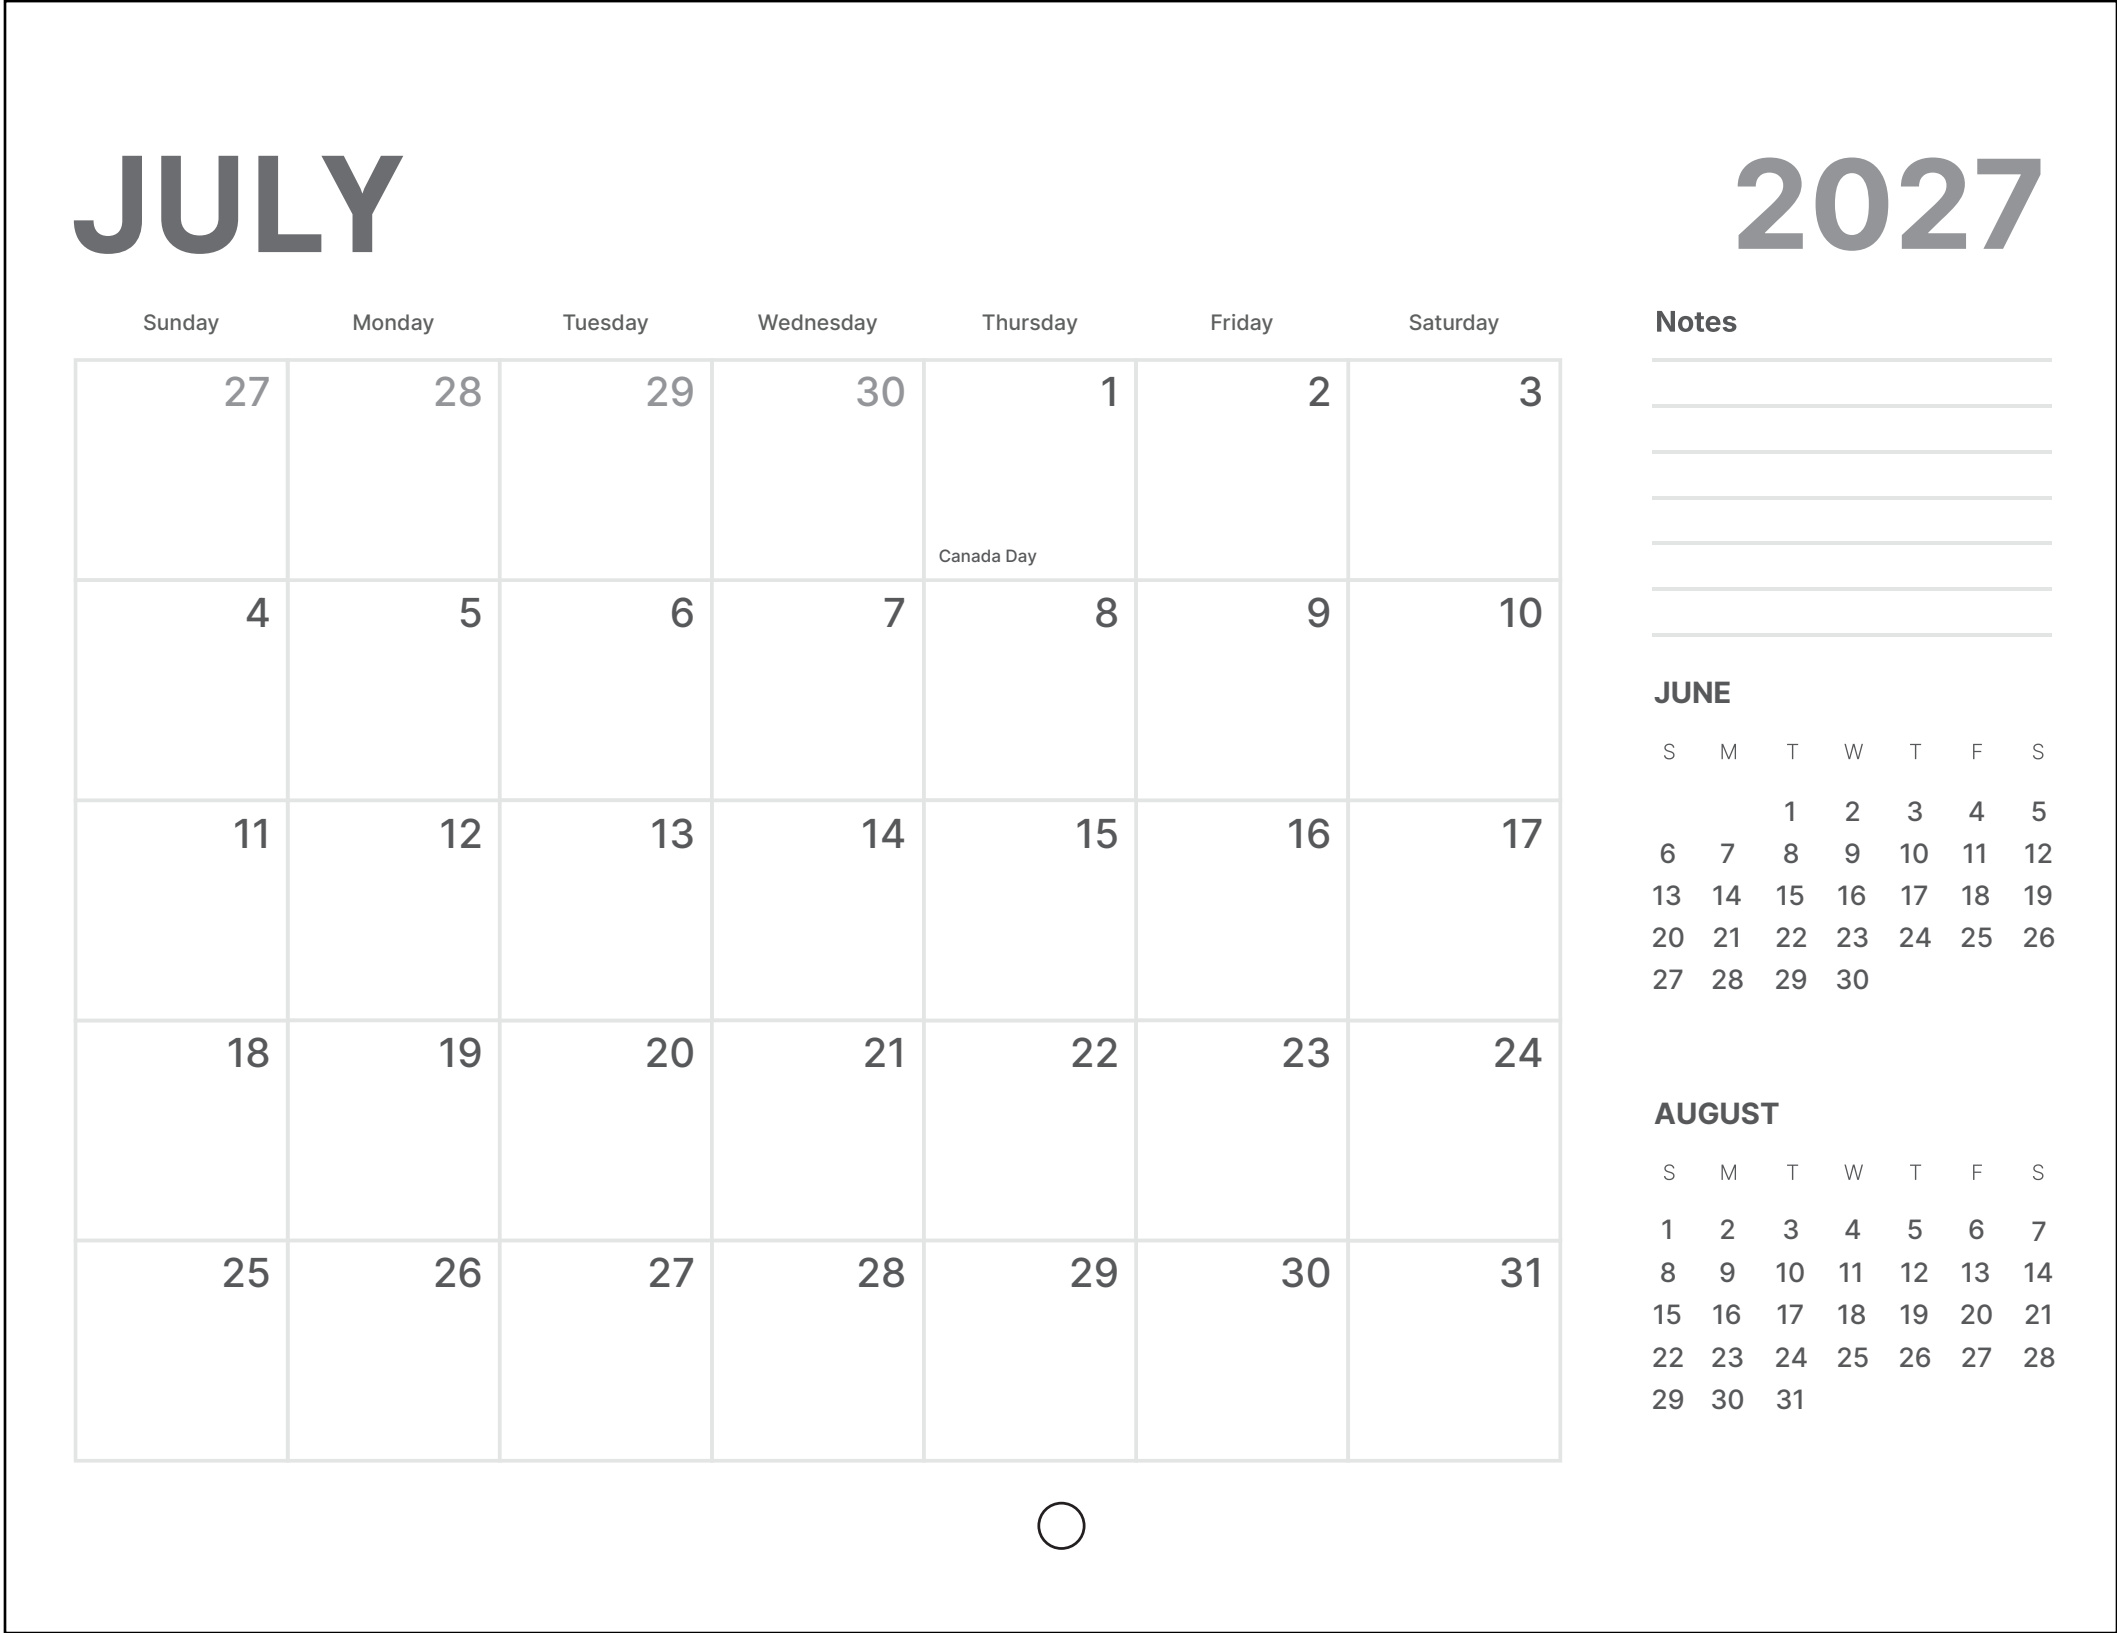 JULY 2027
Sunday Monday Tuesday Wednesday Thursday Friday Saturday
27 28 29 30 1 2 3
Canada Day
4 5 6 7 8 9 10
11 12 13 14 15 16 17
18 19 20 21 22 23 24
25 26 27 28 29 30 31
Notes
JUNE
S M T W T F S
1 2 3 4 5
6 7 8 9 10 11 12
13 14 15 16 17 18 19
20 21 22 23 24 25 26
27 28 29 30
AUGUST
S M T W T F S
1 2 3 4 5 6 7
8 9 10 11 12 13 14
15 16 17 18 19 20 21
22 23 24 25 26 27 28
29 30 31